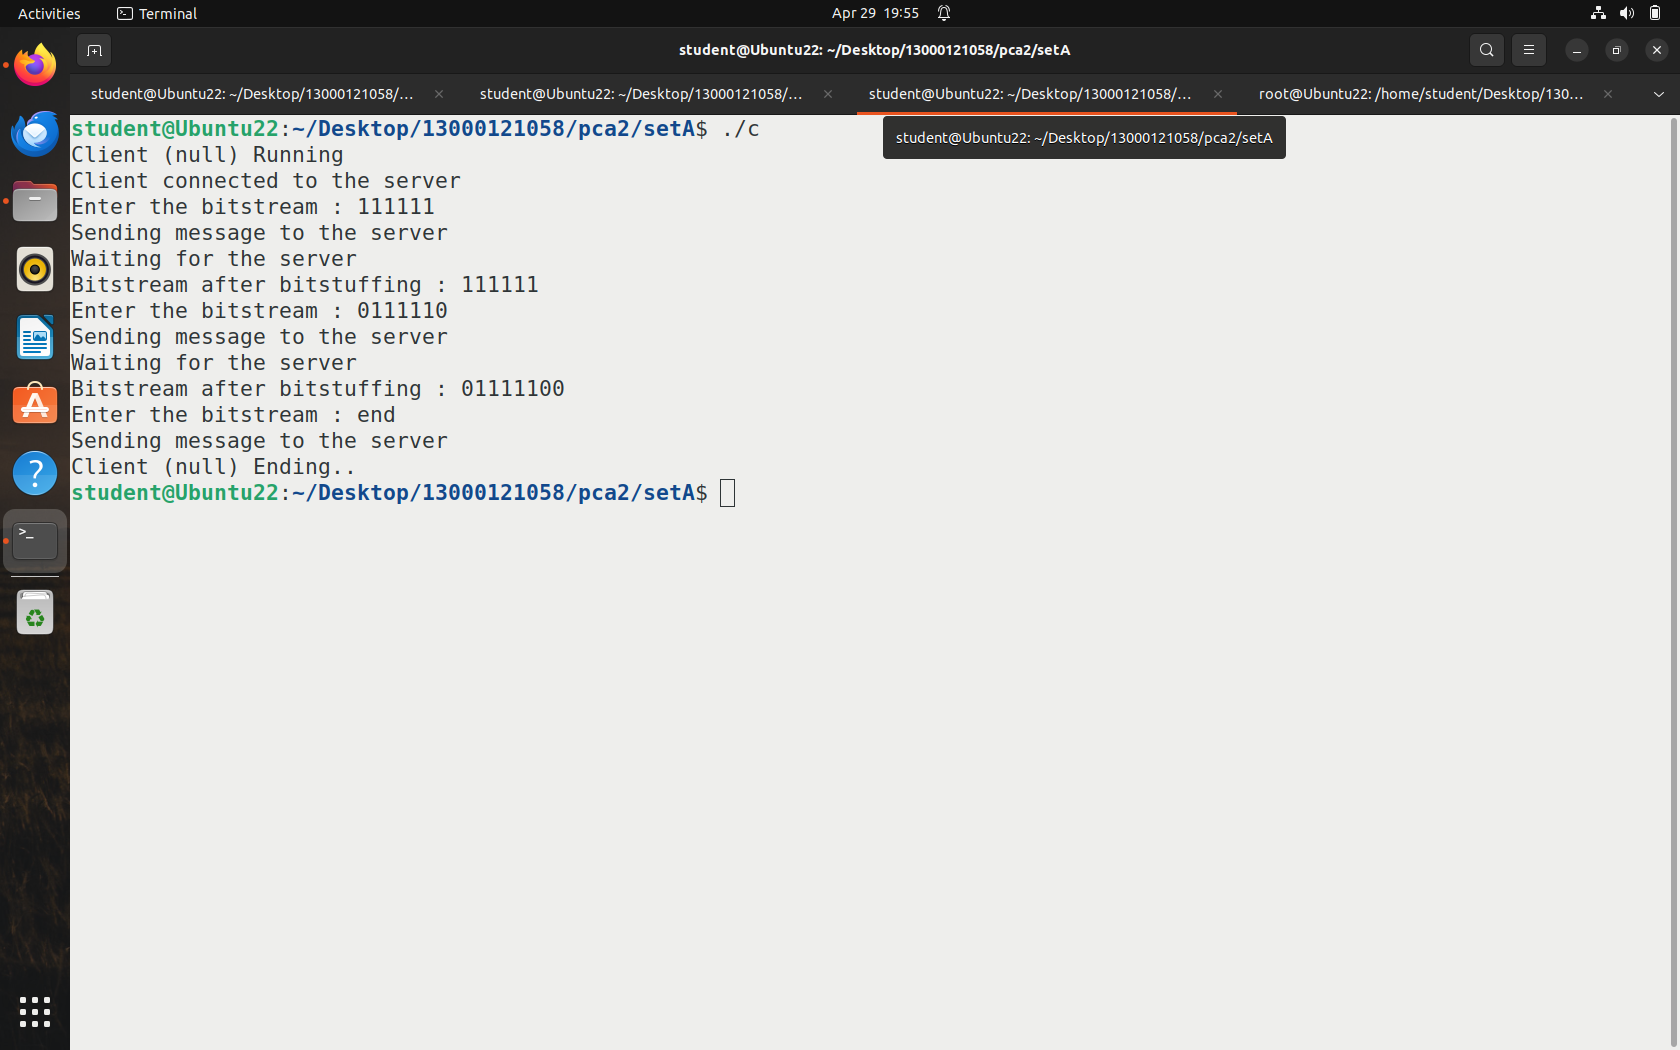 Activities
Terminal
Apr 29 19:55
student@Ubuntu22: ~/Desktop/13000121058/pca2/setA
student@Ubuntu22: ~/Desktop/13000121058/...
student@Ubuntu22: ~/Desktop/13000121058/...
student@Ubuntu22: ~/Desktop/13000121058/...
root@Ubuntu22: /home/student/Desktop/130...
student@Ubuntu22:~/Desktop/13000121058/pca2/setA$ ./c
student@Ubuntu22: ~/Desktop/13000121058/pca2/setA
Client (null) Running
Client connected to the server
Enter the bitstream : 111111
Sending message to the server
Waiting for the server
Bitstream after bitstuffing : 111111
Enter the bitstream : 0111110
Sending message to the server
Waiting for the server
Bitstream after bitstuffing : 01111100
Enter the bitstream : end
Sending message to the server
Client (null) Ending..
student@Ubuntu22:~/Desktop/13000121058/pca2/setA$